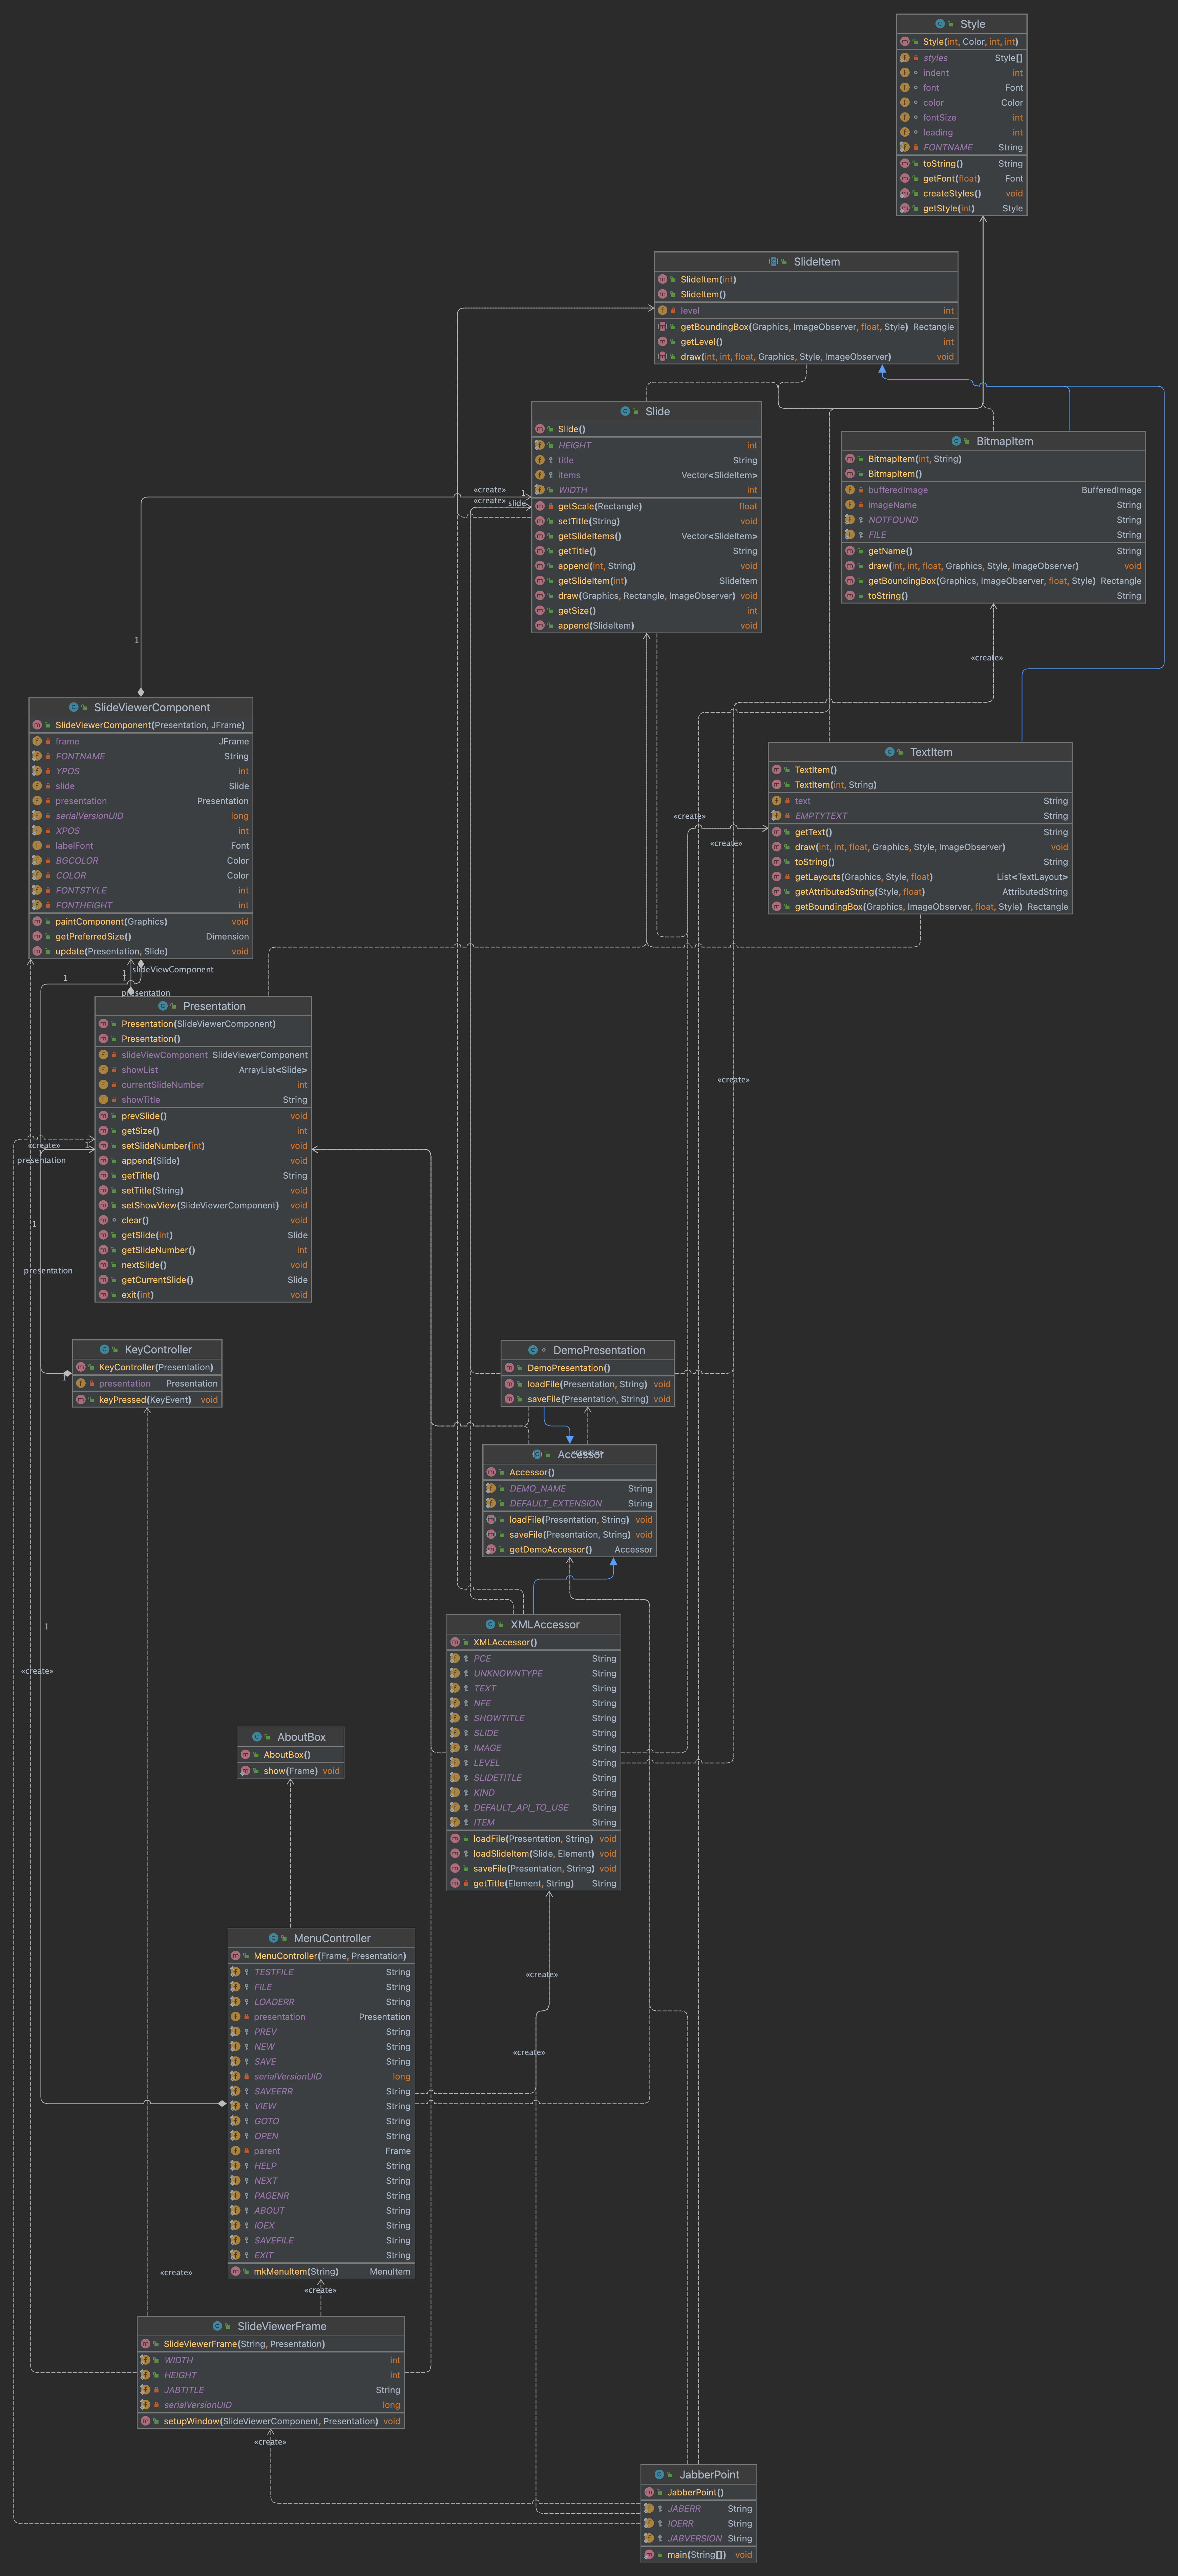 Style
Style(int, Color, int, int)
styles Style[]
indent int
font Font
color Color
fontSize int
leading int
FONTNAME String
toString() String
getFont(float) Font
createStyles() void
getStyle(int) Style
SlideItem
SlideItem(int)
SlideItem()
level int
getBoundingBox(Graphics, ImageObserver, float, Style) Rectangle
getLevel() int
draw(int, int, float, Graphics, Style, ImageObserver) void
Slide
Slide()
HEIGHT int
title String
items Vector<SlideItem>
WIDTH int
getScale(Rectangle) float
setTitle(String) void
getSlideItems() Vector<SlideItem>
getTitle() String
append(int, String) void
getSlideItem(int) SlideItem
draw(Graphics, Rectangle, ImageObserver) void
getSize() int
append(SlideItem) void
BitmapItem
BitmapItem(int, String)
BitmapItem()
bufferedImage BufferedImage
imageName String
NOTFOUND String
FILE String
getName() String
draw(int, int, float, Graphics, Style, ImageObserver) void
getBoundingBox(Graphics, ImageObserver, float, Style) Rectangle
toString() String
«create»
1
«create»
slide
1
«create»
SlideViewerComponent
SlideViewerComponent(Presentation, JFrame)
frame JFrame
FONTNAME String
YPOS int
slide Slide
presentation Presentation
serialVersionUID long
XPOS int
labelFont Font
BGCOLOR Color
COLOR Color
FONTSTYLE int
FONTHEIGHT int
paintComponent(Graphics) void
getPreferredSize() Dimension
update(Presentation, Slide) void
TextItem
TextItem()
TextItem(int, String)
text String
EMPTYTEXT String
getText() String
draw(int, int, float, Graphics, Style, ImageObserver) void
toString() String
getLayouts(Graphics, Style, float) List<TextLayout>
getAttributedString(Style, float) AttributedString
getBoundingBox(Graphics, ImageObserver, float, Style) Rectangle
«create»
«create»
1
slideViewComponent
1
1
presentation
Presentation
Presentation(SlideViewerComponent)
Presentation()
slideViewComponent SlideViewerComponent
showList ArrayList<Slide>
currentSlideNumber int
showTitle String
prevSlide() void
getSize() int
setSlideNumber(int) void
append(Slide) void
getTitle() String
setTitle(String) void
setShowView(SlideViewerComponent) void
clear() void
getSlide(int) Slide
getSlideNumber() int
nextSlide() void
getCurrentSlide() Slide
exit(int) void
«create»
«create»
1
presentation
1
presentation
KeyController
KeyController(Presentation)
presentation Presentation
keyPressed(KeyEvent) void
1
DemoPresentation
DemoPresentation()
loadFile(Presentation, String) void
saveFile(Presentation, String) void
«create»
Accessor
Accessor()
DEMO_NAME String
DEFAULT_EXTENSION String
loadFile(Presentation, String) void
saveFile(Presentation, String) void
getDemoAccessor() Accessor
XMLAccessor
XMLAccessor()
PCE String
UNKNOWNTYPE String
TEXT String
NFE String
SHOWTITLE String
SLIDE String
IMAGE String
LEVEL String
SLIDETITLE String
KIND String
DEFAULT_API_TO_USE String
ITEM String
loadFile(Presentation, String) void
loadSlideItem(Slide, Element) void
saveFile(Presentation, String) void
getTitle(Element, String) String
1
«create»
AboutBox
AboutBox()
show(Frame) void
«create»
«create»
MenuController
MenuController(Frame, Presentation)
TESTFILE String
FILE String
LOADERR String
presentation Presentation
PREV String
NEW String
SAVE String
serialVersionUID long
SAVEERR String
VIEW String
GOTO String
OPEN String
parent Frame
HELP String
NEXT String
PAGENR String
ABOUT String
IOEX String
SAVEFILE String
EXIT String
mkMenuItem(String) MenuItem
«create»
«create»
SlideViewerFrame
SlideViewerFrame(String, Presentation)
WIDTH int
HEIGHT int
JABTITLE String
serialVersionUID long
setupWindow(SlideViewerComponent, Presentation) void
«create»
JabberPoint
JabberPoint()
JABERR String
IOERR String
JABVERSION String
main(String[]) void